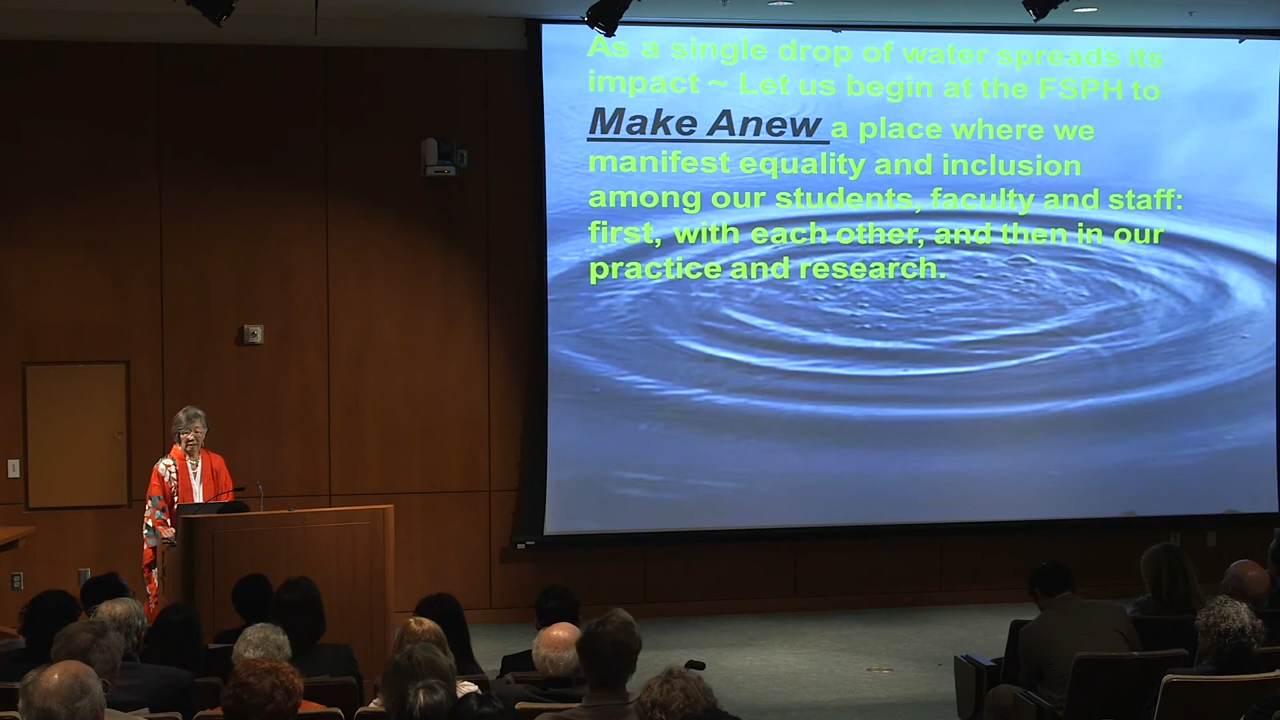 As a single drop of water spreads its
impact ~ Let us begin at the FSPH to
Make Anew a place where we
manifest equality and inclusion
among our students, faculty and staff:
first, with each other, and then in our
practice and research.